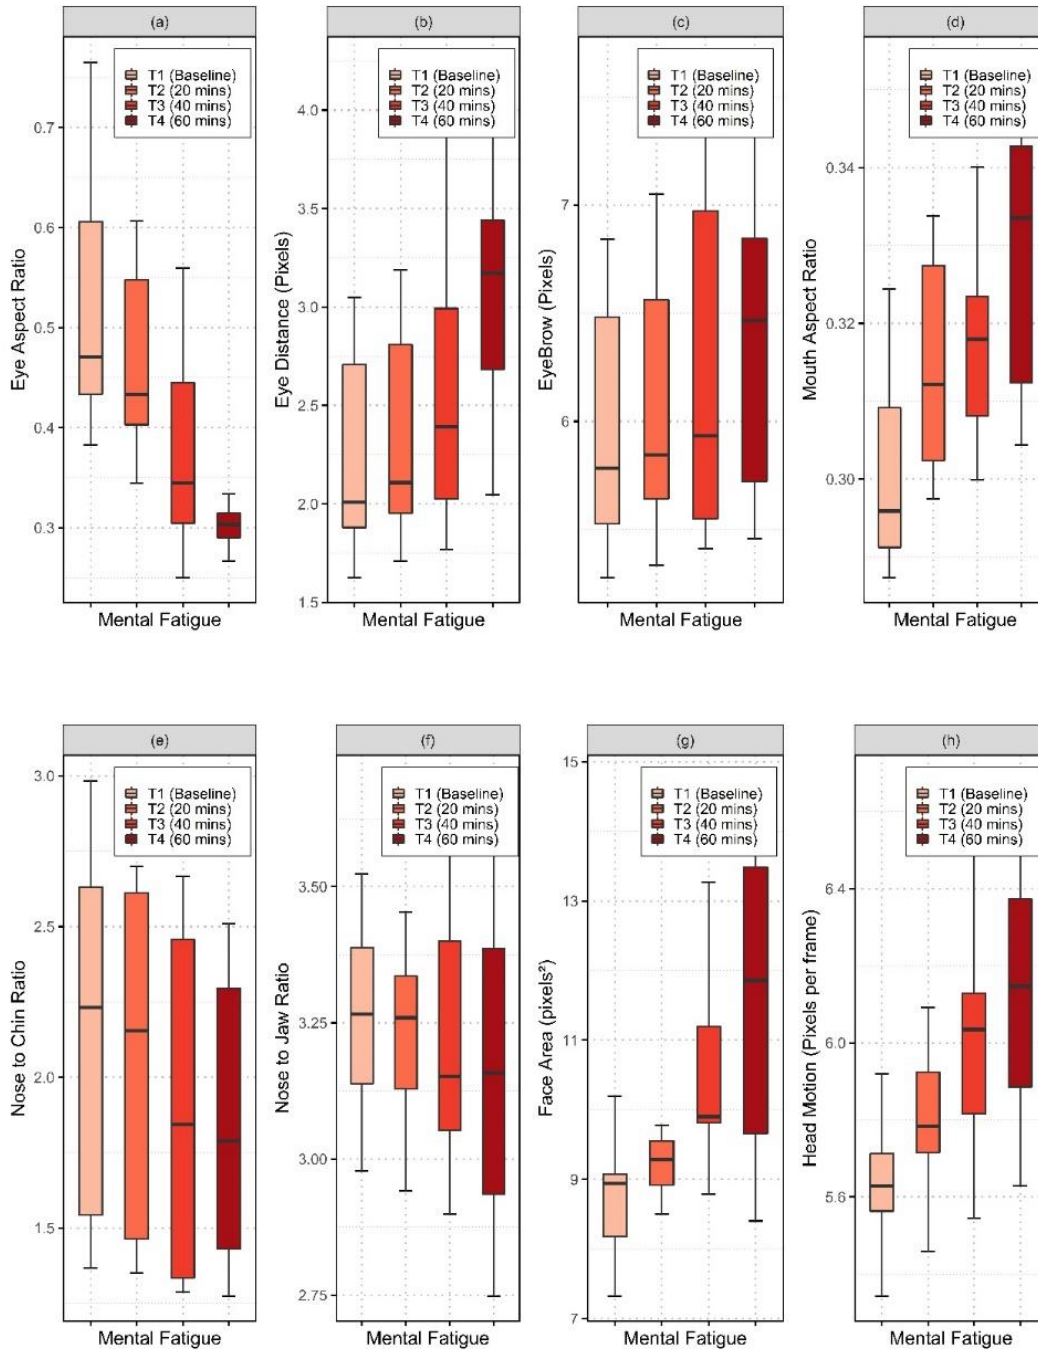 (a)
T1 (Baseline)
T2 (20 mins)
T3 (40 mins)
T4 (60 mins)
0.7
0.6
0.5
0.4
0.3
Eye Aspect Ratio
Mental Fatigue
(b)
T1 (Baseline)
T2 (20 mins)
T3 (40 mins)
T4 (60 mins)
4.0
3.5
3.0
2.5
2.0
1.5
Eye Distance (Pixels)
Mental Fatigue
(c)
T1 (Baseline)
T2 (20 mins)
T3 (40 mins)
T4 (60 mins)
7
6
EyeBrow (Pixels)
Mental Fatigue
(d)
T1 (Baseline)
T2 (20 mins)
T3 (40 mins)
T4 (60 mins)
0.34
0.32
0.30
Mouth Aspect Ratio
Mental Fatigue
(e)
T1 (Baseline)
T2 (20 mins)
T3 (40 mins)
T4 (60 mins)
3.0
2.5
2.0
1.5
Nose to Chin Ratio
Mental Fatigue
(f)
T1 (Baseline)
T2 (20 mins)
T3 (40 mins)
T4 (60 mins)
3.50
3.25
3.00
2.75
Nose to Jaw Ratio
Mental Fatigue
(g)
T1 (Baseline)
T2 (20 mins)
T3 (40 mins)
T4 (60 mins)
15
13
11
9
7
Face Area (pixels²)
Mental Fatigue
(h)
T1 (Baseline)
T2 (20 mins)
T3 (40 mins)
T4 (60 mins)
6.4
6.0
5.6
Head Motion (Pixels per frame)
Mental Fatigue